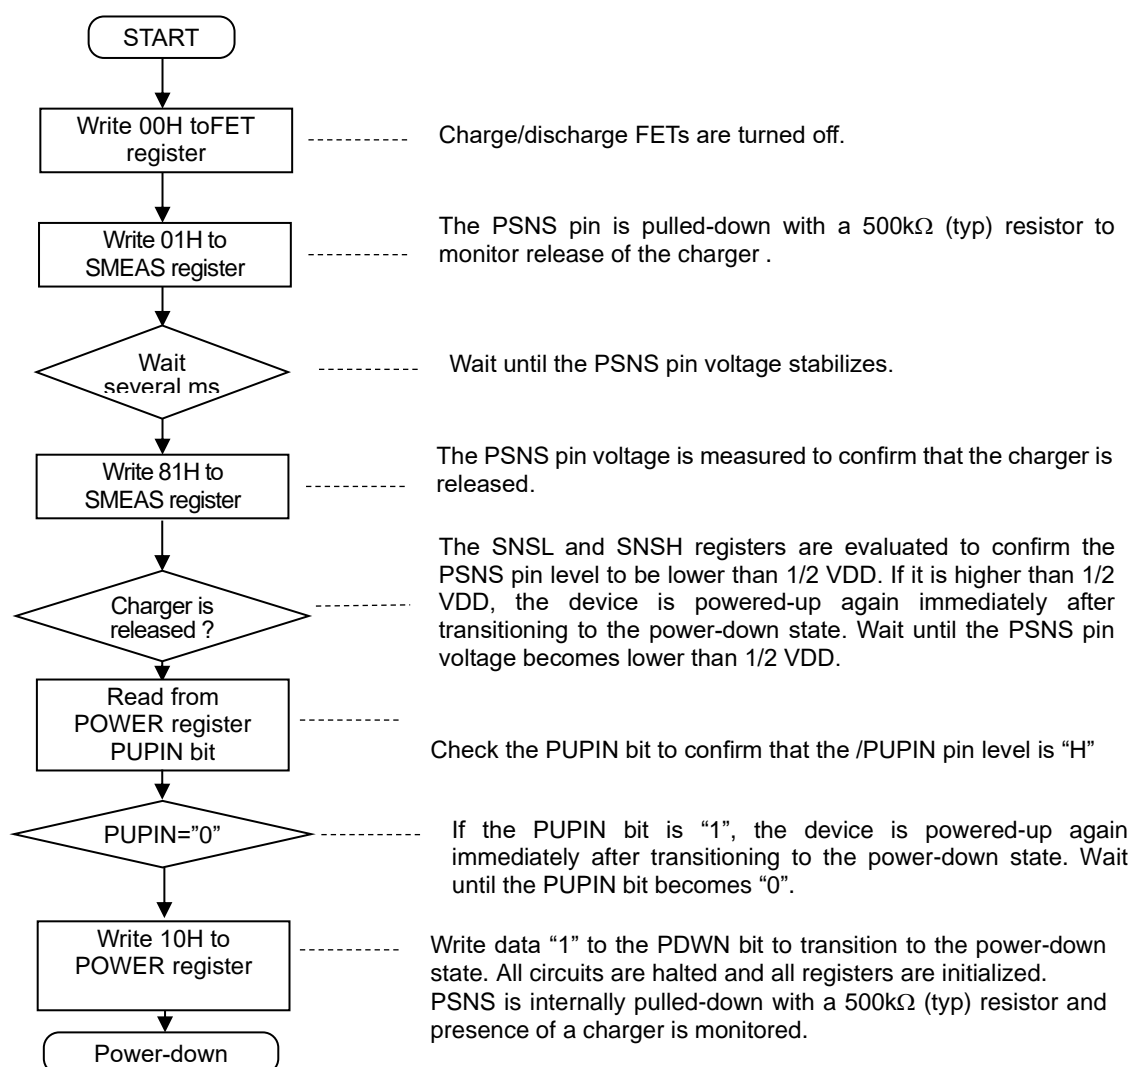 START
Write 00H toFET
register
Charge/discharge FETs are turned off.
Write 01H to
SMEAS register
The PSNS pin is pulled-down with a 500kΩ (typ) resistor to
monitor release of the charger .
Wait
several ms
Wait until the PSNS pin voltage stabilizes.
Write 81H to
SMEAS register
The PSNS pin voltage is measured to confirm that the charger is
released.
Charger is
released ?
The SNSL and SNSH registers are evaluated to confirm the
PSNS pin level to be lower than 1/2 VDD. If it is higher than 1/2
VDD, the device is powered-up again immediately after
transitioning to the power-down state. Wait until the PSNS pin
voltage becomes lower than 1/2 VDD.
Read from
POWER register
PUPIN bit
Check the PUPIN bit to confirm that the /PUPIN pin level is “H”
PUPIN=”0”
If the PUPIN bit is “1”, the device is powered-up again
immediately after transitioning to the power-down state. Wait
until the PUPIN bit becomes “0”.
Write 10H to
POWER register
Write data “1” to the PDWN bit to transition to the power-down
state. All circuits are halted and all registers are initialized.
PSNS is internally pulled-down with a 500kΩ (typ) resistor and
presence of a charger is monitored.
Power-down